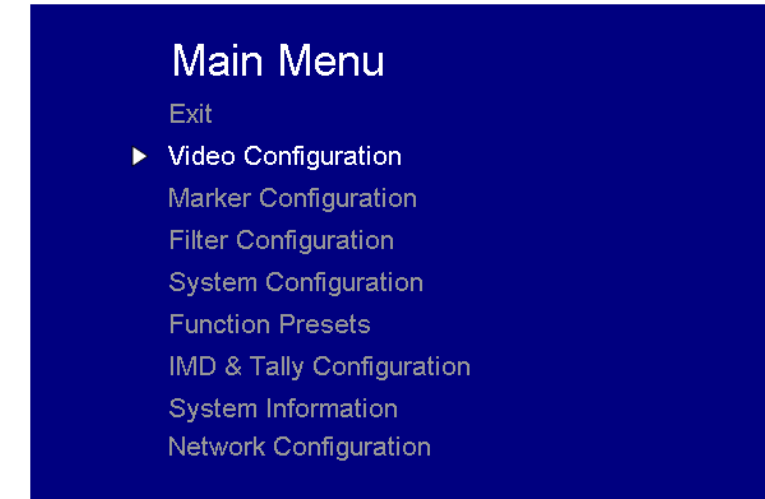 Main Menu
Exit
Video Configuration
Marker Configuration
Filter Configuration
System Configuration
Function Presets
IMD & Tally Configuration
System Information
Network Configuration